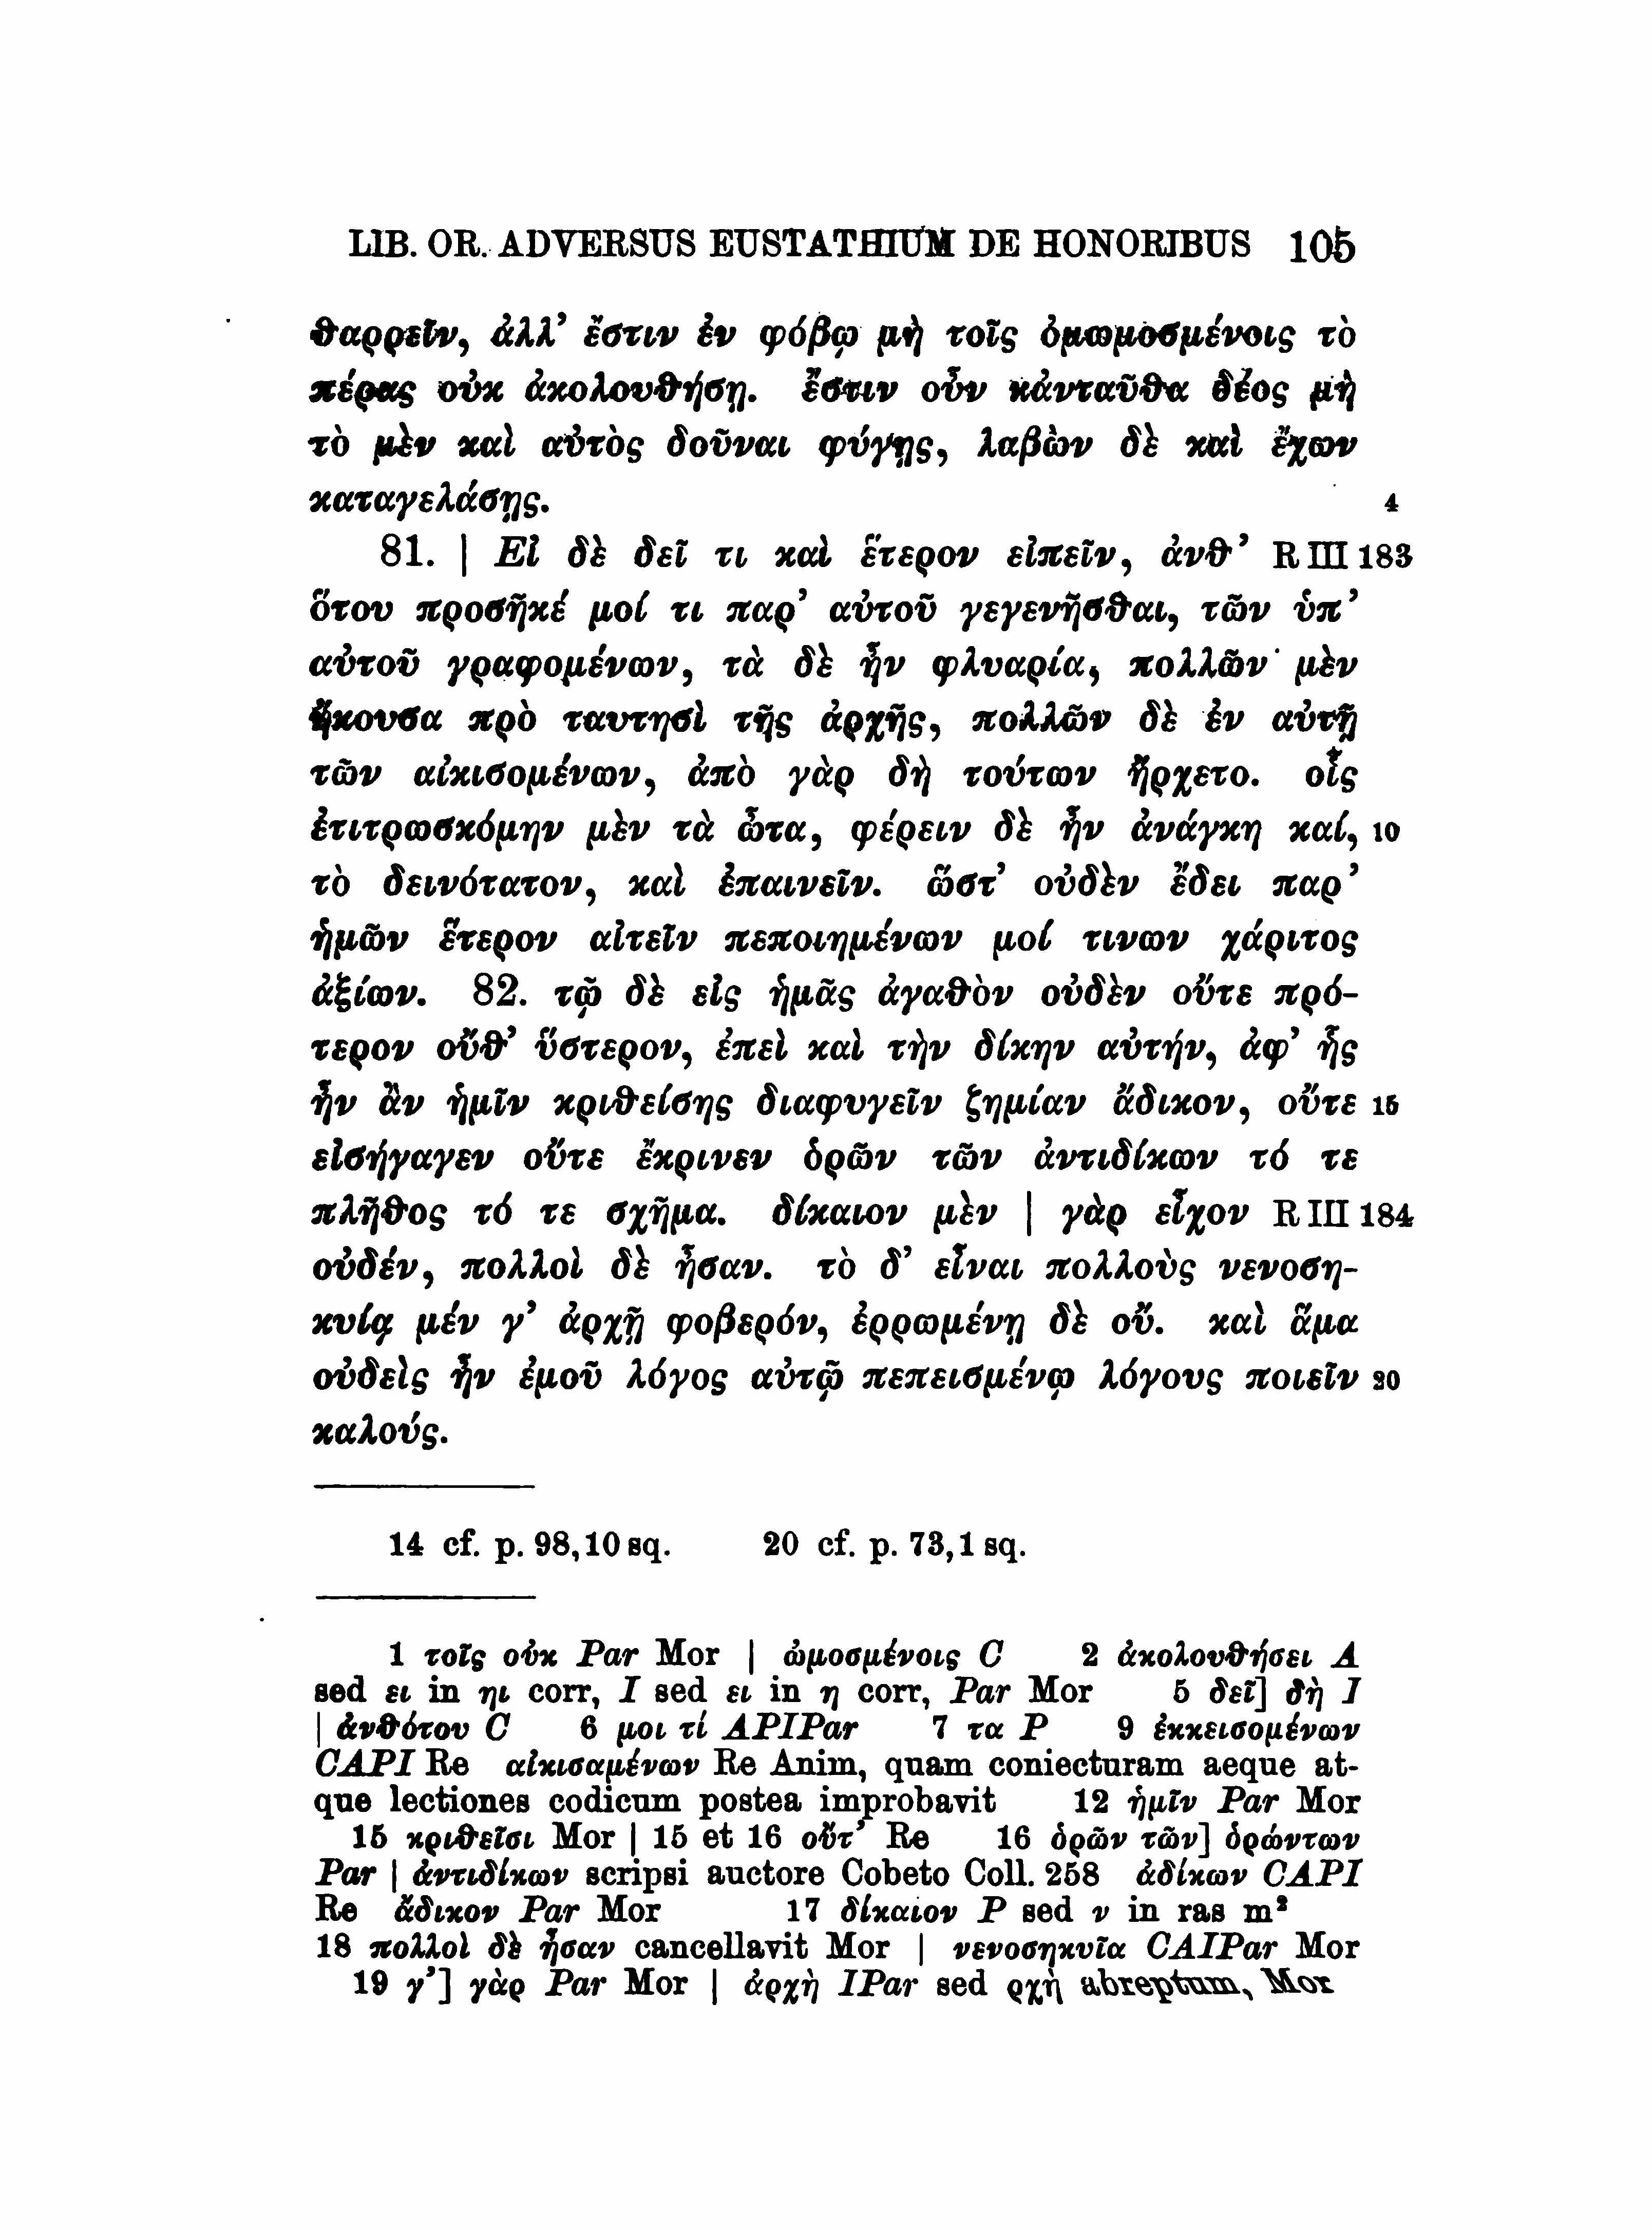 LIB. OR. ADVERSUS EUSTATHIUM DE HONORIBUS 105
θαρρεῖν, ἀλλ’ ἔστιν ἐν φόβῳ μὴ τοῖς ὀμωμοσμένοις τὸ
πέρας οὐκ ἀκολουθήσῃ. ἔστιν οὖν κἀνταῦθα δέος μὴ
τὸ μὲν καὶ αὐτὸς δοῦναι φύγῃς, λαβὼν δὲ καὶ ἔχων
καταγελάσῃς. 4
81. | Εἰ δὲ δεῖ τι καὶ ἕτερον εἰπεῖν, ἀνθ’ R III 183
ὅτου προσῆκέ μοί τι παρ’ αὐτοῦ γεγενῆσθαι, τῶν ὑπ’
αὐτοῦ γραφομένων, τὰ δὲ ἦν φλυαρία, πολλῶν μὲν
ἤκουσα πρὸ ταυτησὶ τῆς ἀρχῆς, πολλῶν δὲ ἐν αὐτῇ
τῶν αἰκισομένων, ἀπὸ γὰρ δὴ τούτων ἤρχετο. οἷς
ἐτιτρωσκόμην μὲν τὰ ὦτα, φέρειν δὲ ἦν ἀνάγκη καί, 10
τὸ δεινότατον, καὶ ἐπαινεῖν. ὥστ’ οὐδὲν ἔδει παρ’
ἡμῶν ἕτερον αἰτεῖν πεποιημένων μοί τινων χάριτος
ἀξίων. 82. τῷ δὲ εἰς ἡμᾶς ἀγαθὸν οὐδὲν οὔτε πρό-
τερον οὔθ’ ὕστερον, ἐπεὶ καὶ τὴν δίκην αὐτήν, ἀφ’ ἧς
ἦν ἂν ἡμῖν κριθείσης διαφυγεῖν ζημίαν ἄδικον, οὔτε 15
εἰσήγαγεν οὔτε ἔκρινεν ὁρῶν τῶν ἀντιδίκων τό τε
πλῆθος τό τε σχῆμα. δίκαιον μὲν | γὰρ εἶχον R III 184
οὐδέν, πολλοὶ δὲ ἦσαν. τὸ δ’ εἶναι πολλοὺς νενοση-
κυίᾳ μέν γ’ ἀρχῇ φοβερόν, ἐρρωμένῃ δὲ οὔ. καὶ ἅμα
οὐδεὶς ἦν ἐμοῦ λόγος αὐτῷ πεπεισμένῳ λόγους ποιεῖν 20
καλούς.
14 cf. p. 98,10 sq. 20 cf. p. 73,1 sq.
1 τοῖς οὐκ Par Mor | ὠμοσμένοις C 2 ἀκολουθήσει A
sed ει in ηι corr, I sed ει in η corr, Par Mor 5 δεῖ] δὴ I
| ἀνθότου C 6 μοι τί APIPar 7 τα P 9 ἐκκεισομένων
CAPI Re αἰκισαμένων Re Anim, quam coniecturam aeque at-
que lectiones codicum postea improbavit 12 ἡμῖν Par Mor
15 κριθεῖσι Mor | 15 et 16 οὔτ’ Re 16 ὁρῶν τῶν] ὁρώντων
Par | ἀντιδίκων scripsi auctore Cobeto Coll. 258 ἀδίκων CAPI
Re ἄδικον Par Mor 17 δίκαιον P sed ν in ras m²
18 πολλοὶ δὲ ἦσαν cancellavit Mor | νενοσηκυῖα CAIPar Mor
19 γ’] γὰρ Par Mor | ἀρχὴ IPar sed ρχὴ abreptum, Mor